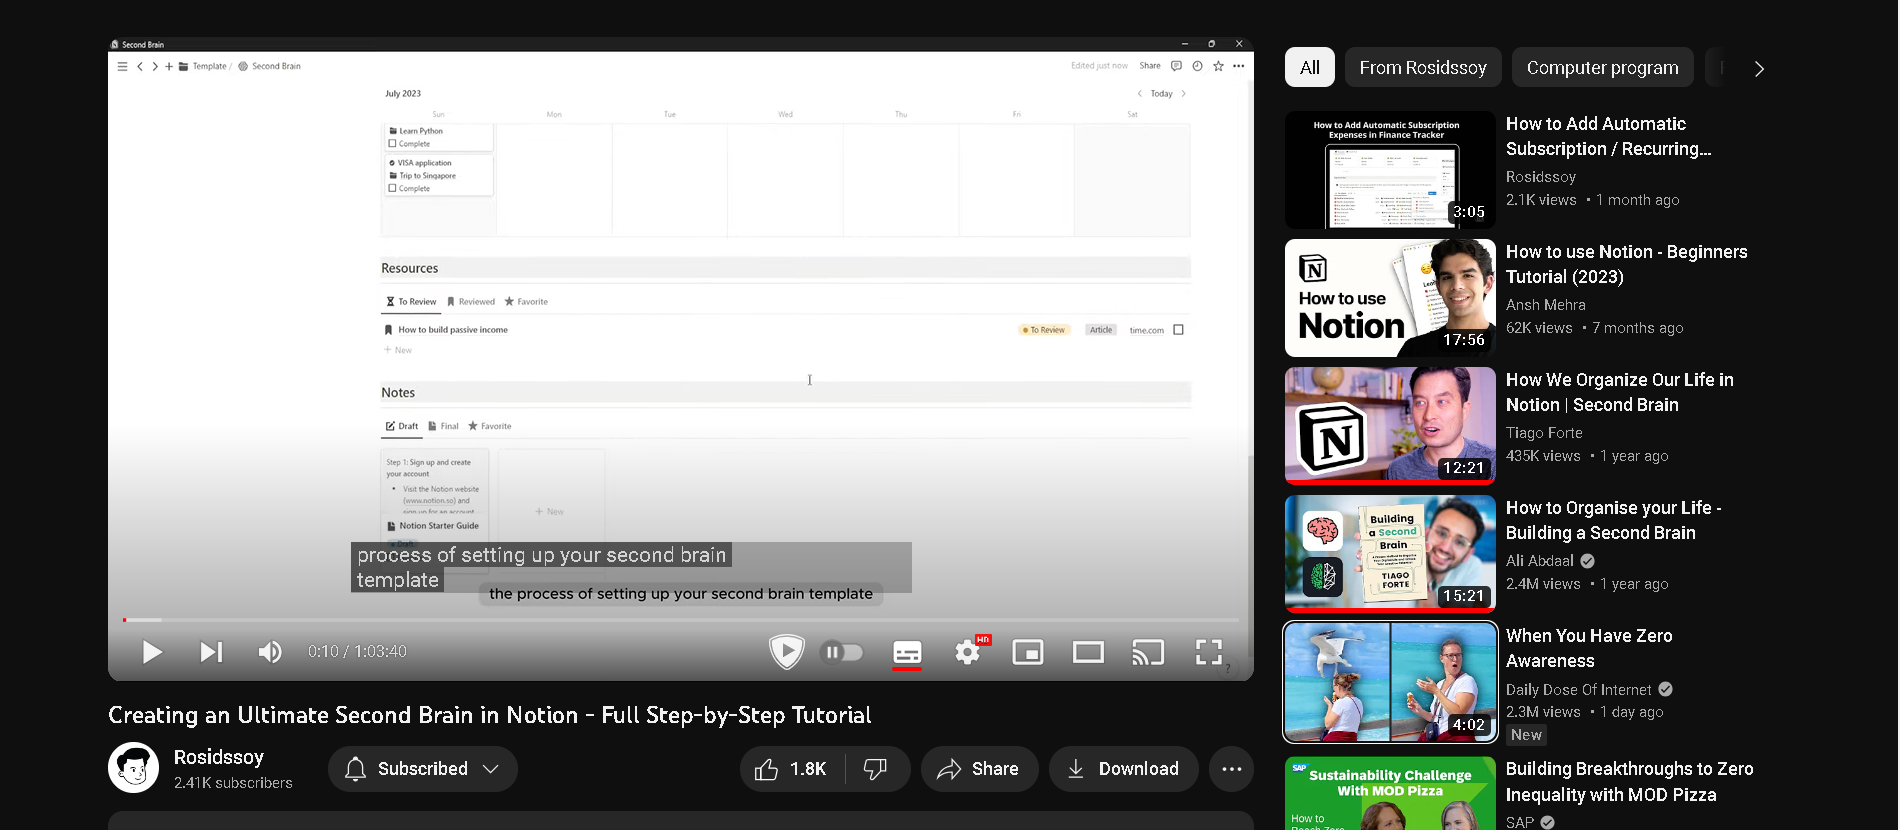 Second Brain
Template / Second Brain
Edited just now Share
July 2023
Today
Sun Mon Tue Wed Thu Fri Sat
Learn Python
Complete
VISA application
Trip to Singapore
Complete
Resources
To Review Reviewed Favorite
How to build passive income To Review Article time.com
+ New
Notes
Draft Final Favorite
Step 1: Sign up and create
your account
• Visit the Notion website
(www.notion.so) and
sign up for an account
+ New
Notion Starter Guide
Draft
process of setting up your second brain
template
the process of setting up your second brain template
0:10 / 1:03:40
HD
?
Creating an Ultimate Second Brain in Notion - Full Step-by-Step Tutorial
Rosidssoy
2.41K subscribers
Subscribed
1.8K
Share
Download
All
From Rosidssoy
Computer program
How to Add Automatic Subscription
Expenses in Finance Tracker
3:05
How to Add Automatic
Subscription / Recurring...
Rosidssoy
2.1K views • 1 month ago
N
How to use
Notion
17:56
How to use Notion - Beginners
Tutorial (2023)
Ansh Mehra
62K views • 7 months ago
N
12:21
How We Organize Our Life in
Notion | Second Brain
Tiago Forte
435K views • 1 year ago
Building
a Second
Brain
TIAGO
FORTE
15:21
How to Organise your Life -
Building a Second Brain
Ali Abdaal
2.4M views • 1 year ago
4:02
When You Have Zero
Awareness
Daily Dose Of Internet
2.3M views • 1 day ago
New
SAP
Sustainability Challenge
With MOD Pizza
How to
Reach Zero
Building Breakthroughs to Zero
Inequality with MOD Pizza
SAP